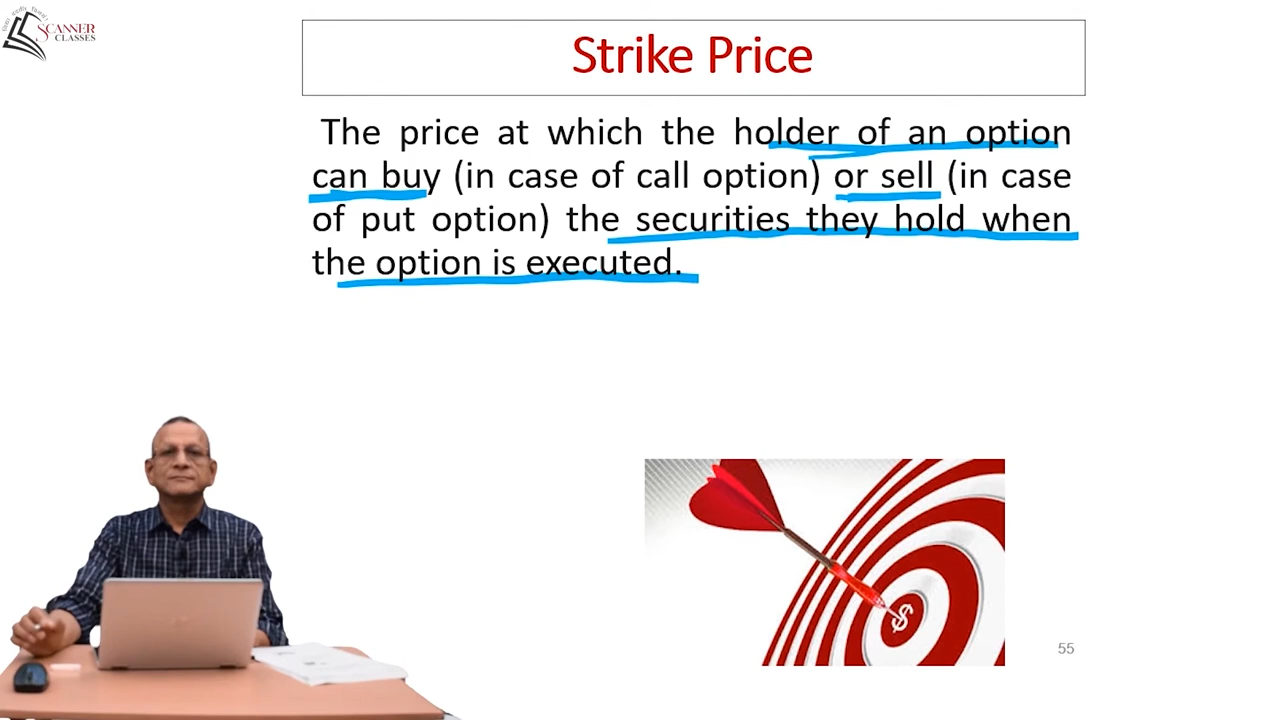 SCANNER
CLASSES
Strike Price
The price at which the holder of an option
can buy (in case of call option) or sell (in case
of put option) the securities they hold when
the option is executed.
$
55